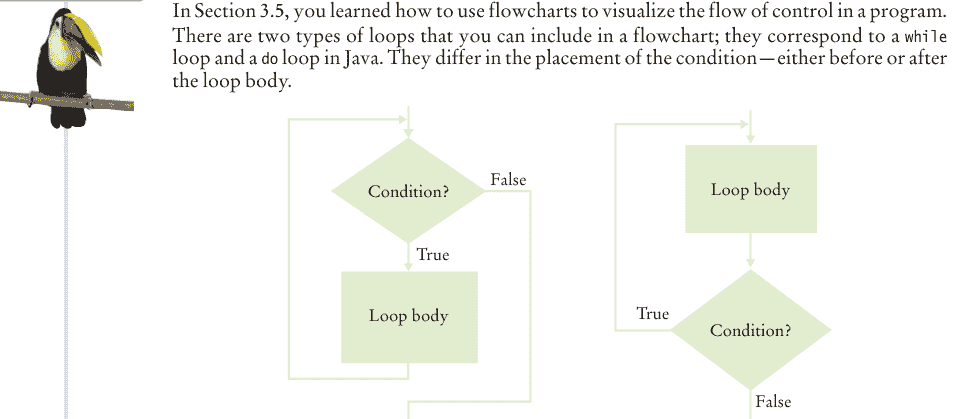 In Section 3.5, you learned how to use flowcharts to visualize the flow of control in a program.
There are two types of loops that you can include in a flowchart; they correspond to a while
loop and a do loop in Java. They differ in the placement of the condition—either before or after
the loop body.
Condition?
False
True
Loop body
Loop body
True
Condition?
False